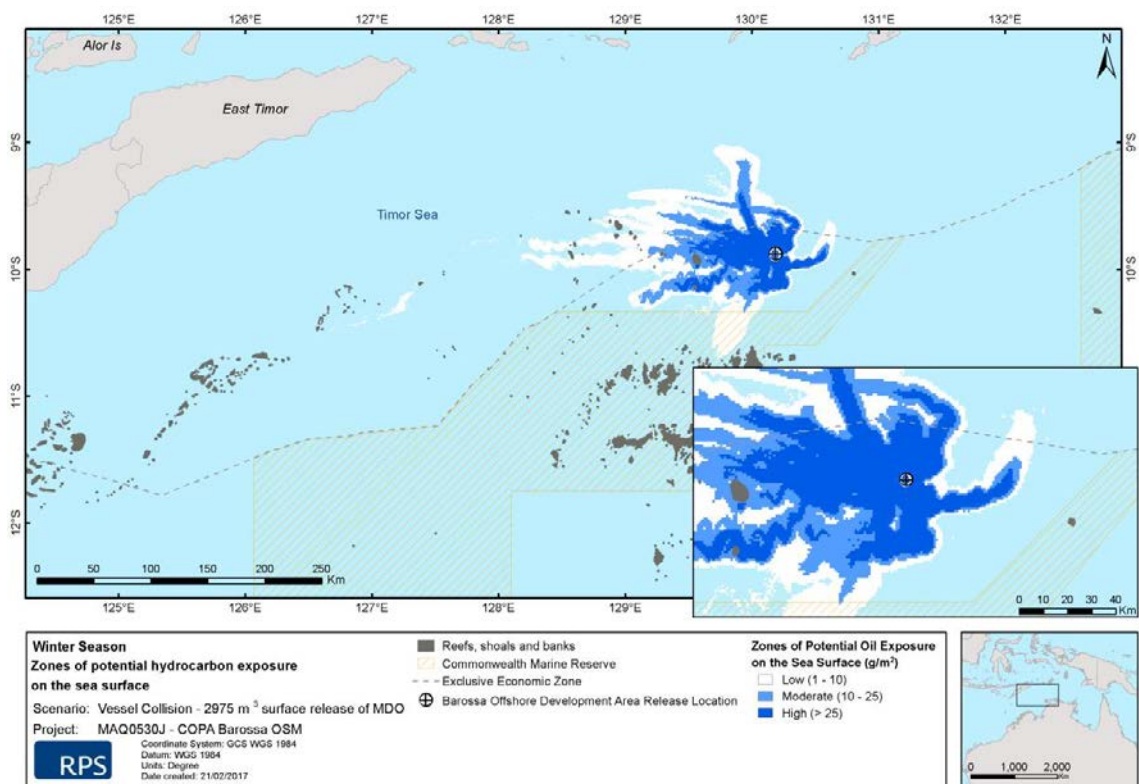 125°E 126°E 127°E 128°E 129°E 130°E 131°E 132°E
Alor Is
N
East Timor
9°S 9°S
Timor Sea
10°S 10°S
11°S
12°S
0 50 100 150 200 250
Km
0 10 20 30 40
Km
125°E 126°E 127°E 128°E 129°E
Winter Season
Zones of potential hydrocarbon exposure
on the sea surface
Scenario: Vessel Collision - 2975 m ³ surface release of MDO
Project: MAQ0530J - COPA Barossa OSM
RPS
Coordinate System: GCS WGS 1984
Datum: WGS 1984
Units: Degree
Date created: 21/02/2017
Reefs, shoals and banks
Commonwealth Marine Reserve
Exclusive Economic Zone
Barossa Offshore Development Area Release Location
Zones of Potential Oil Exposure
on the Sea Surface (g/m²)
Low (1 - 10)
Moderate (10 - 25)
High (> 25)
0 1,000 2,000
Km